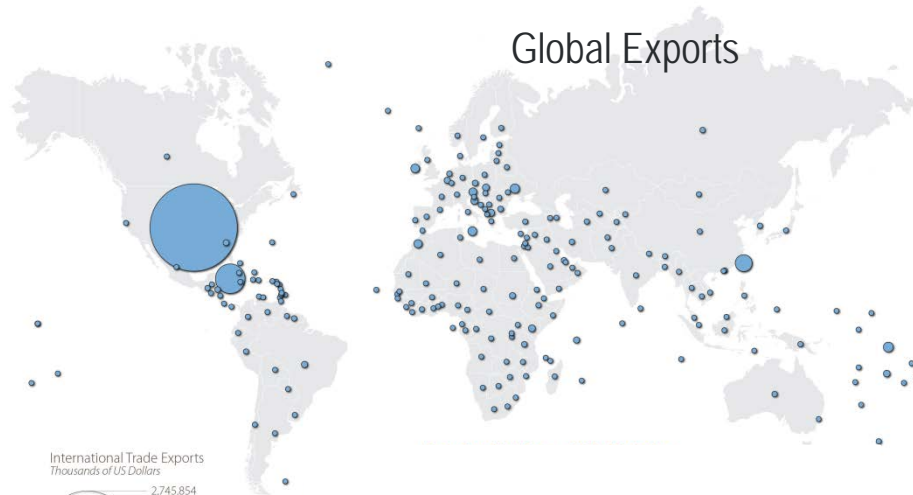 Global Exports
International Trade Exports
Thousands of US Dollars
2,745,854